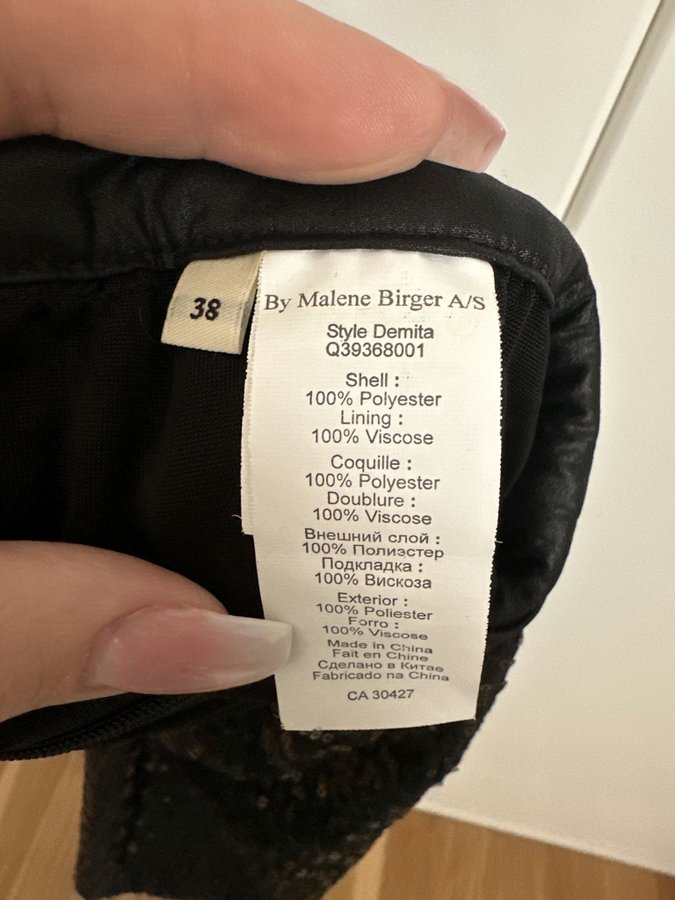 38
By Malene Birger A/S
Style Demita
Q39368001
Shell :
100% Polyester
Lining :
100% Viscose
Coquille :
100% Polyester
Doublure :
100% Viscose
Внешний слой :
100% Полиэстер
Подкладка :
100% Вискоза
Exterior :
100% Poliester
Forro :
100% Viscose
Made in China
Fait en Chine
Сделано в Китае
Fabricado na China
CA 30427